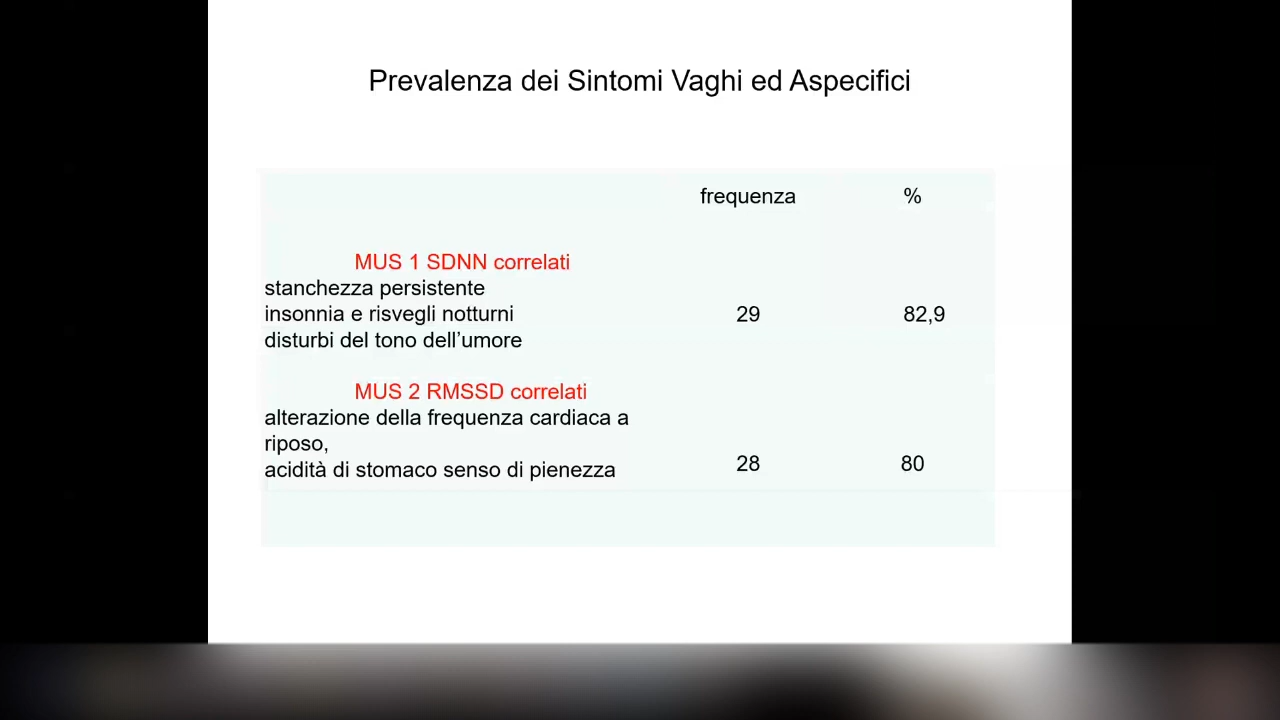 Prevalenza dei Sintomi Vaghi ed Aspecifici
frequenza %
MUS 1 SDNN correlati
stanchezza persistente
insonnia e risvegli notturni 29 82,9
disturbi del tono dell’umore
MUS 2 RMSSD correlati
alterazione della frequenza cardiaca a
riposo,
acidità di stomaco senso di pienezza 28 80